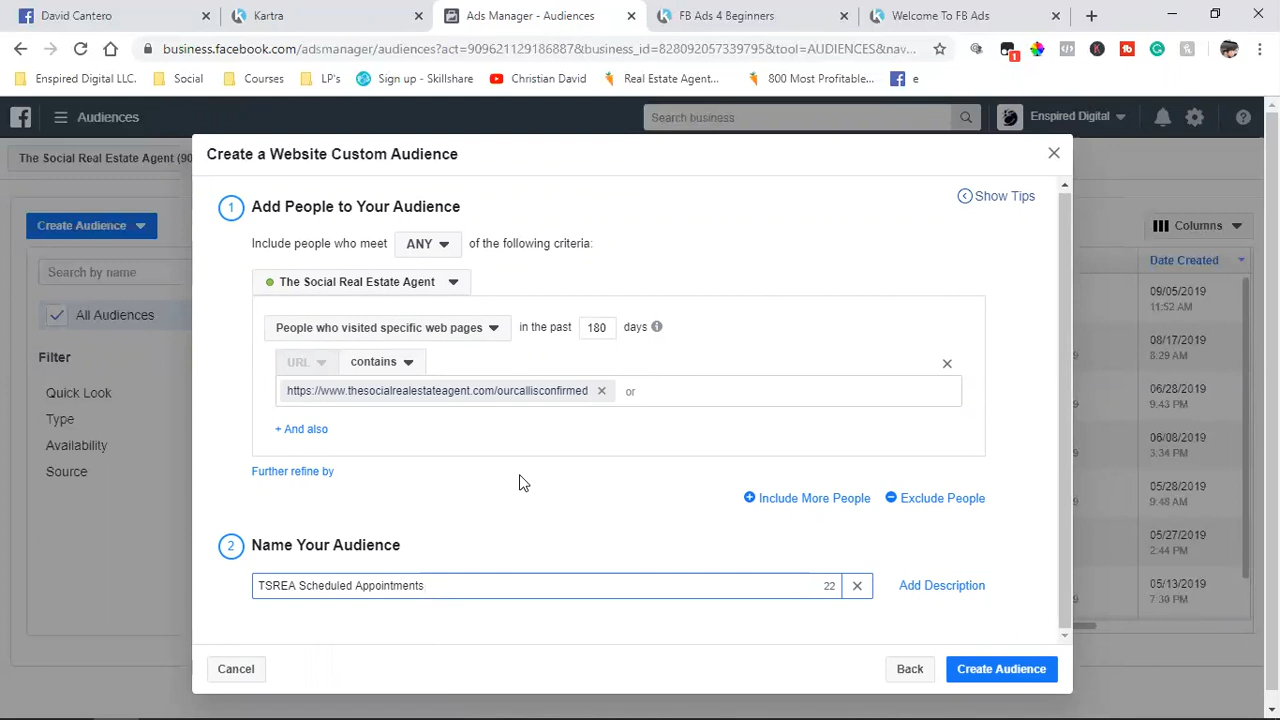 David Cantero
Kartra
Ads Manager - Audiences
FB Ads 4 Beginners
Welcome To FB Ads
business.facebook.com/adsmanager/audiences?act=909621129186887&business_id=828092057339795&tool=AUDIENCES&nav...
1
Enspired Digital LLC.
Social
Courses
LP's
Sign up - Skillshare
Christian David
Real Estate Agent...
800 Most Profitable...
e
Audiences
Search business
Enspired Digital
The Social Real Estate Agent (90
Create a Website Custom Audience
Show Tips
1 Add People to Your Audience
Create Audience
Columns
Include people who meet ANY of the following criteria:
Date Created
Search by name
The Social Real Estate Agent
09/05/2019
11:52 AM
All Audiences
People who visited specific web pages in the past 180 days
08/17/2019
8:29 AM
Filter
URL contains
Quick Look
https://www.thesocialrealestateagent.com/ourcallisconfirmed or
06/28/2019
9:43 PM
Type
+ And also
06/08/2019
3:34 PM
Availability
Source
Further refine by
05/28/2019
9:48 AM
Include More People
Exclude People
05/27/2019
2:44 PM
2 Name Your Audience
TSREA Scheduled Appointments
22
Add Description
05/13/2019
7:30 PM
Cancel
Back
Create Audience